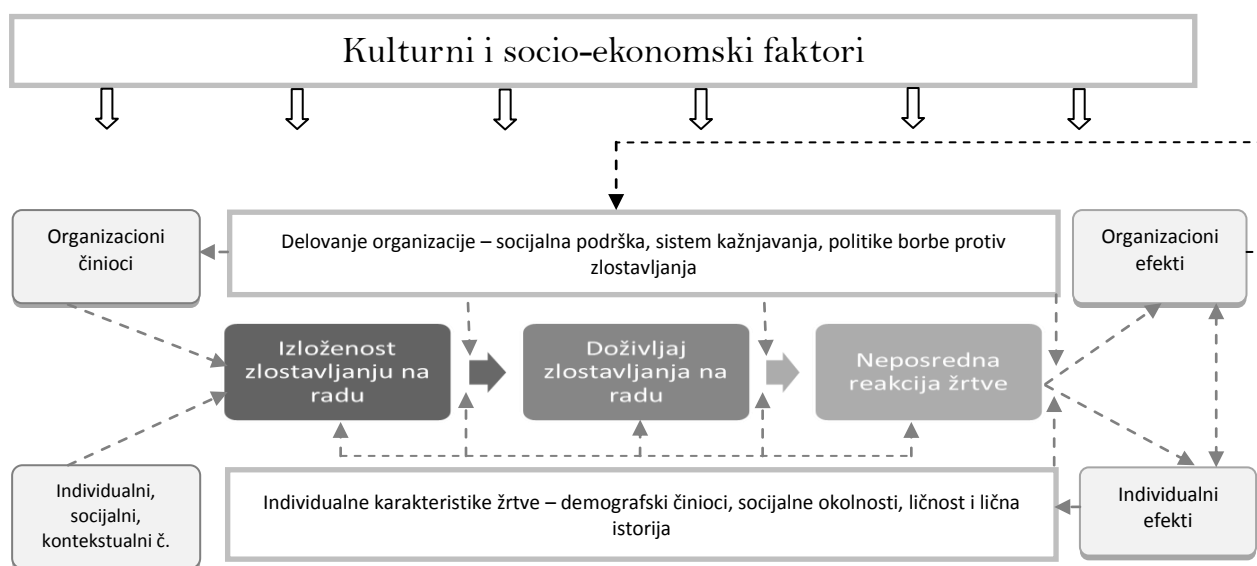 Kulturni i socio-ekonomski faktori
Organizacioni
činioci
Delovanje organizacije – socijalna podrška, sistem kažnjavanja, politike borbe protiv
zlostavljanja
Organizacioni
efekti
Izloženost
zlostavljanju na
radu
Doživljaj
zlostavljanja na
radu
Neposredna
reakcija žrtve
Individualni,
socijalni,
kontekstualni č.
Individualne karakteristike žrtve – demografski činioci, socijalne okolnosti, ličnost i lična
istorija
Individualni
efekti